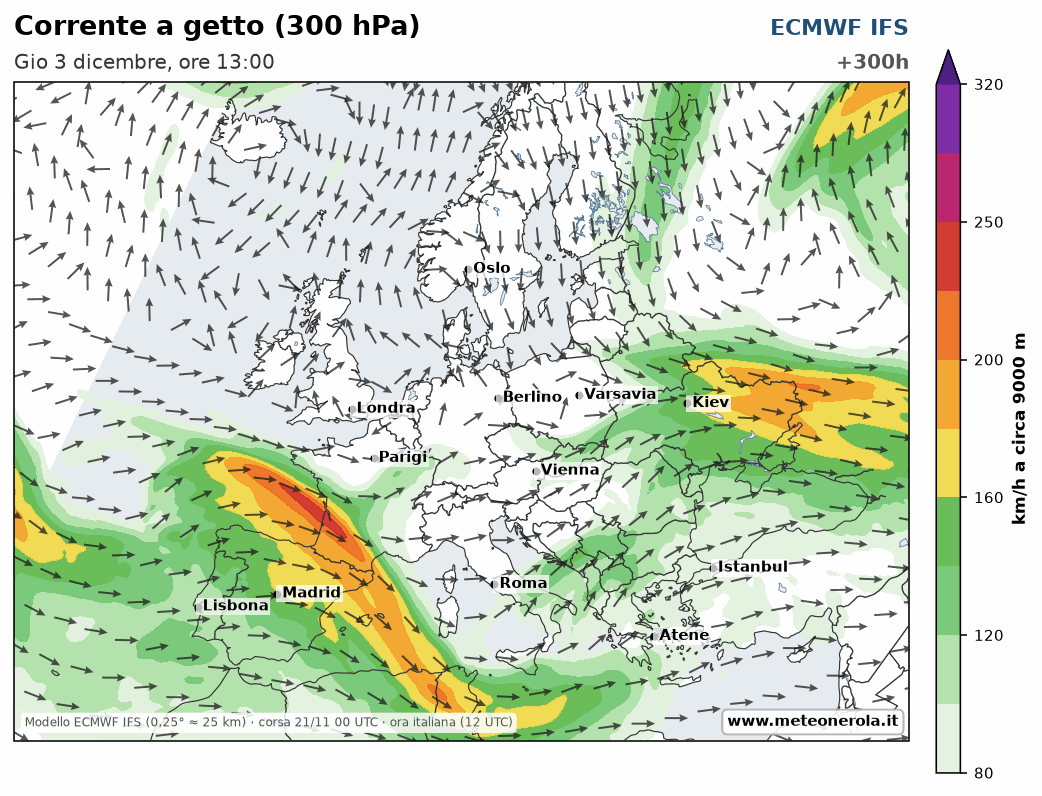 Corrente a getto (300 hPa)
ECMWF IFS
Gio 3 dicembre, ore 13:00
+300h
320
250
200
160
120
80
km/h a circa 9000 m
Oslo
Londra
Berlino
Varsavia
Kiev
Parigi
Vienna
Istanbul
Roma
Madrid
Lisbona
Atene
Modello ECMWF IFS (0,25° ≈ 25 km) · corsa 21/11 00 UTC · ora italiana (12 UTC)
www.meteonerola.it